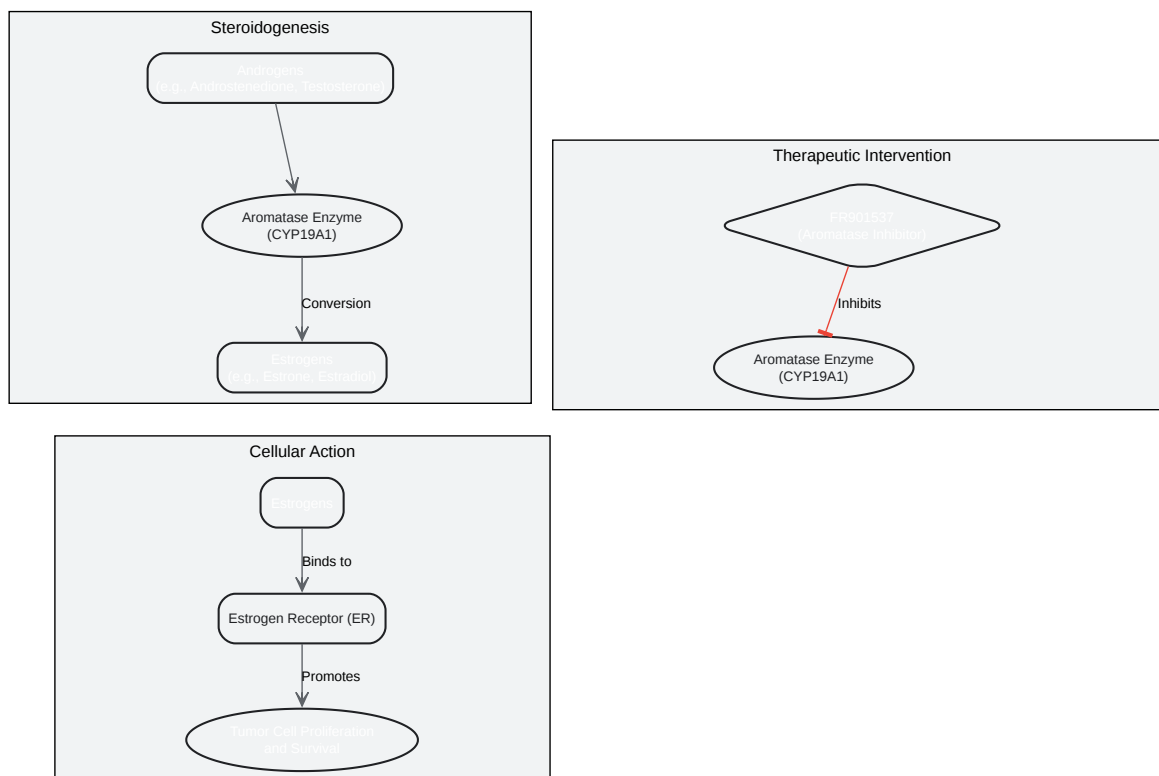 Steroidogenesis
Androgens
(e.g., Androstenedione, Testosterone)
Aromatase Enzyme
(CYP19A1)
Conversion
Estrogens
(e.g., Estrone, Estradiol)
Therapeutic Intervention
FR901537
(Aromatase Inhibitor)
Inhibits
Aromatase Enzyme
(CYP19A1)
Cellular Action
Estrogens
Binds to
Estrogen Receptor (ER)
Promotes
Tumor Cell Proliferation
and Survival